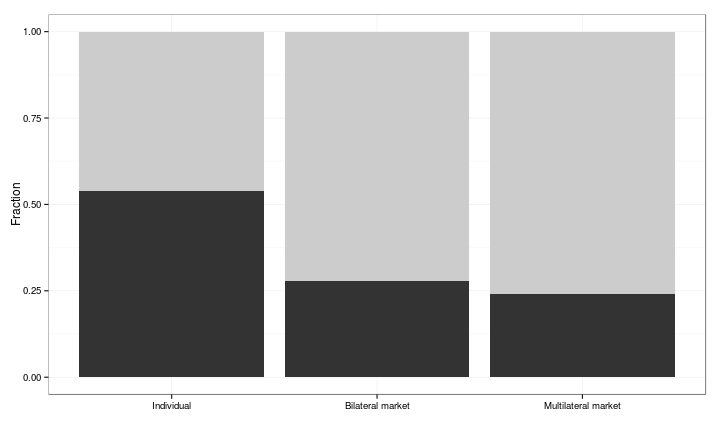 Fraction
1.00
0.75
0.50
0.25
0.00
Individual
Bilateral market
Multilateral market